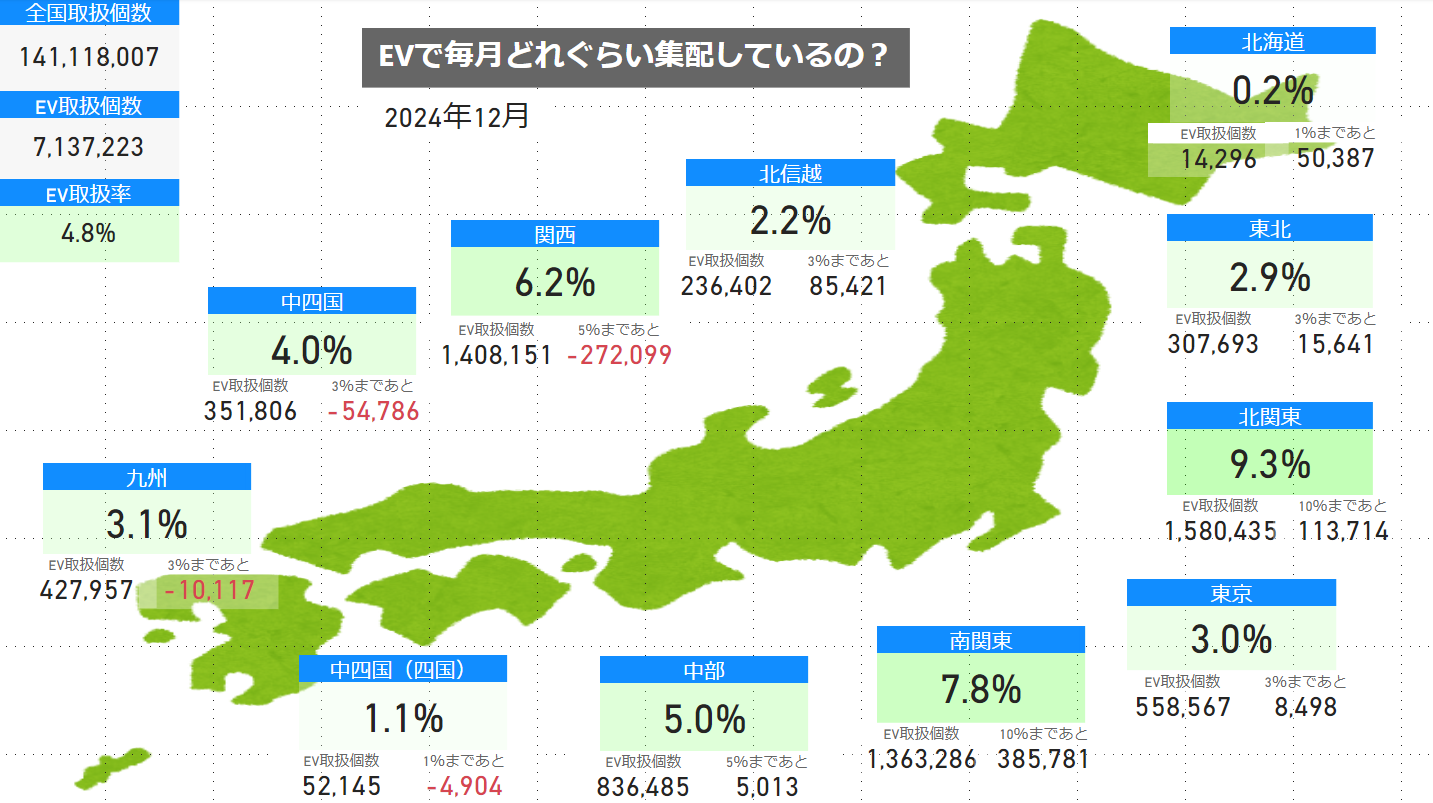 全国取扱個数
141,118,007
EV取扱個数
7,137,223
EV取扱率
4.8%
EVで毎月どれぐらい集配しているの？
2024年12月
北海道
0.2%
EV取扱個数 1%まであと
14,296 50,387
北信越
2.2%
EV取扱個数 3%まであと
236,402 85,421
関西
6.2%
EV取扱個数 5%まであと
1,408,151 -272,099
中四国
4.0%
EV取扱個数 3%まであと
351,806 -54,786
東北
2.9%
EV取扱個数 3%まであと
307,693 15,641
北関東
9.3%
EV取扱個数 10%まであと
1,580,435 113,714
九州
3.1%
EV取扱個数 3%まであと
427,957 -10,117
東京
3.0%
EV取扱個数 3%まであと
558,567 8,498
南関東
7.8%
EV取扱個数 10%まであと
1,363,286 385,781
中四国（四国）
1.1%
EV取扱個数 1%まであと
52,145 -4,904
中部
5.0%
EV取扱個数 5%まであと
836,485 5,013